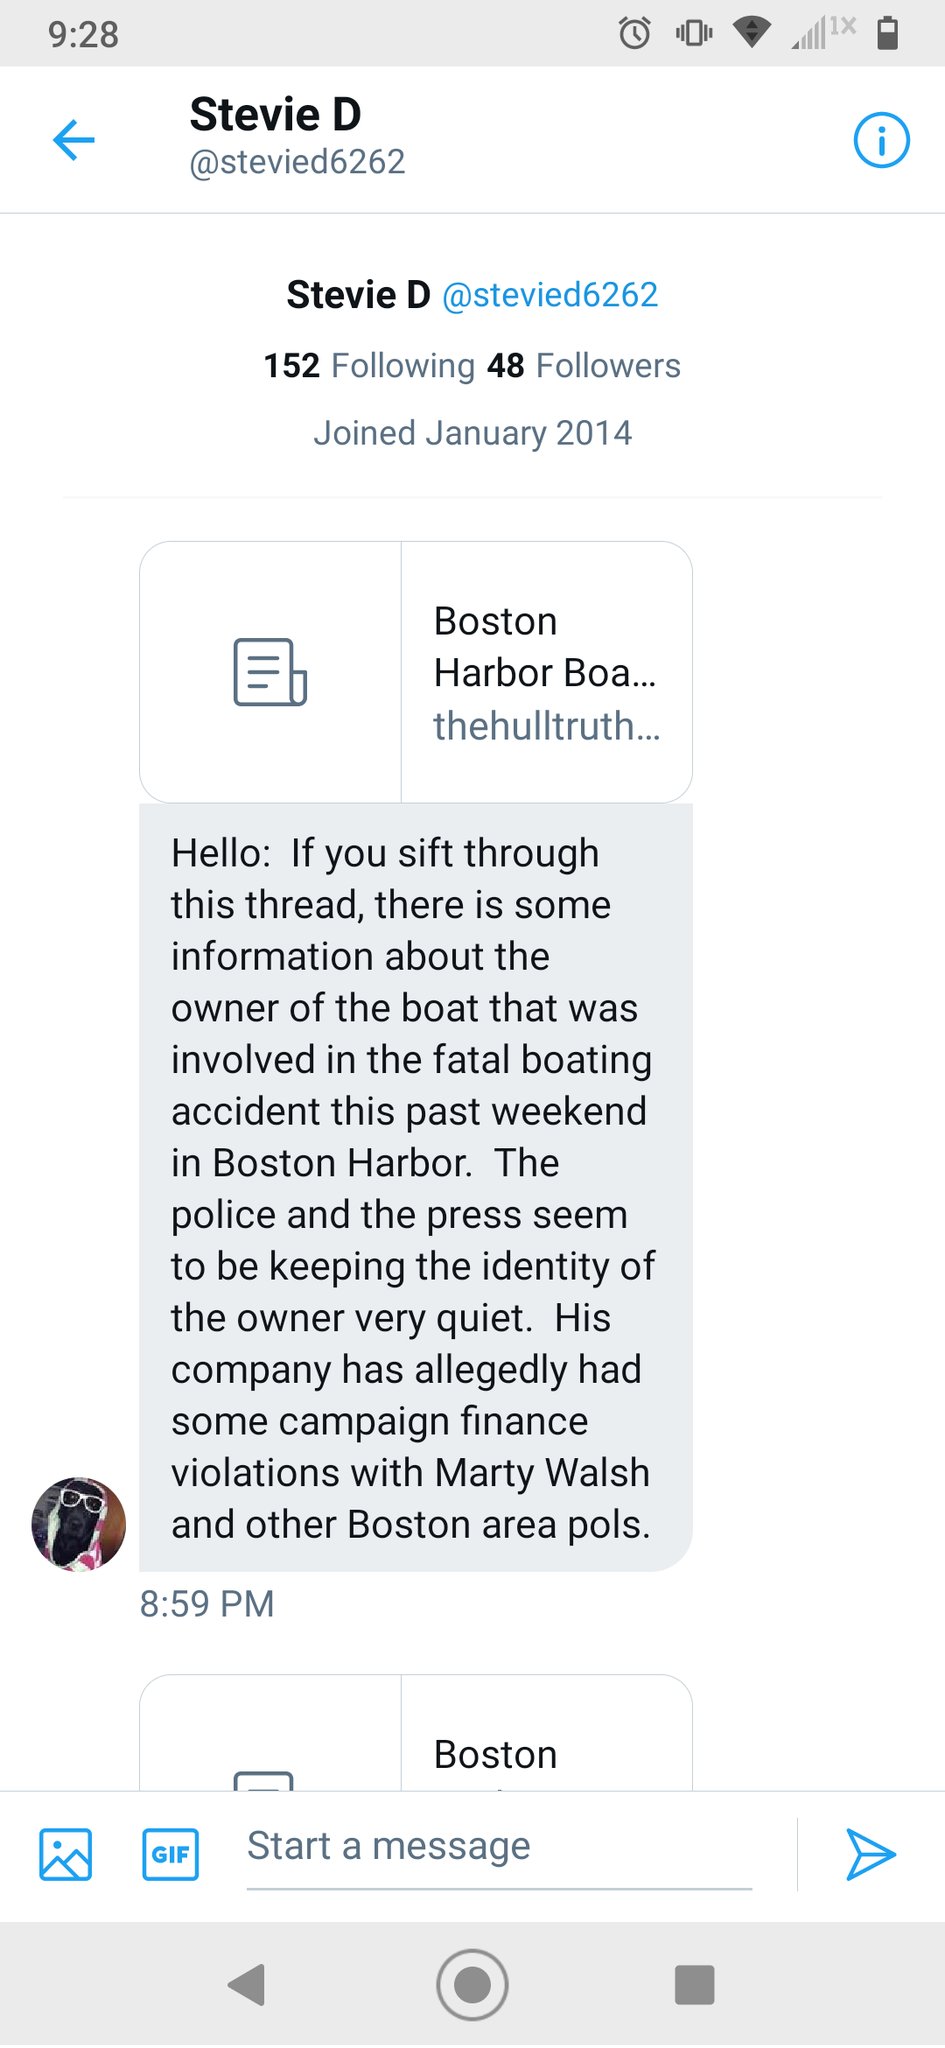 9:28
1X
Stevie D
@stevied6262
Stevie D @stevied6262
152 Following 48 Followers
Joined January 2014
Boston
Harbor Boa...
thehulltruth...
Hello:  If you sift through
this thread, there is some
information about the
owner of the boat that was
involved in the fatal boating
accident this past weekend
in Boston Harbor.  The
police and the press seem
to be keeping the identity of
the owner very quiet.  His
company has allegedly had
some campaign finance
violations with Marty Walsh
and other Boston area pols.
8:59 PM
Boston
GIF
Start a message